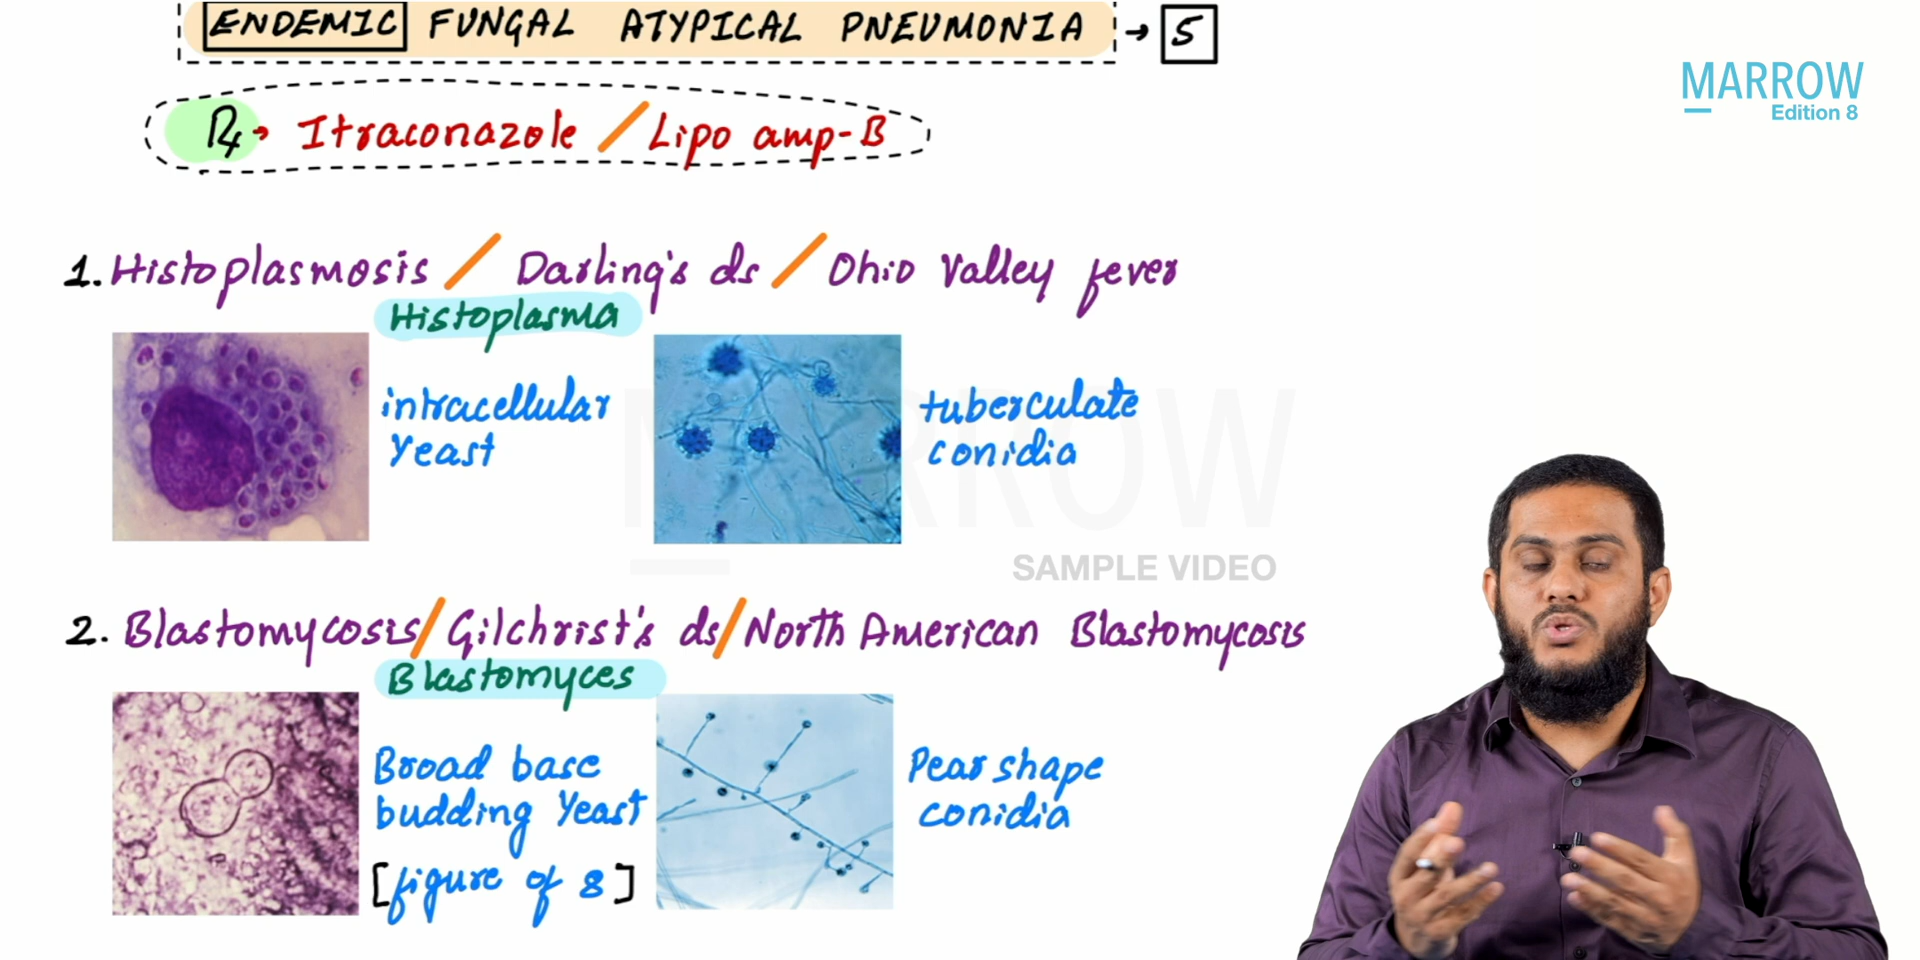 ENDEMIC FUNGAL ATYPICAL PNEUMONIA → 5
MARROW
Edition 8
Rx → Itraconazole / Lipo amp-B
1. Histoplasmosis / Darling's ds / Ohio Valley fever
Histoplasma
intracellular
Yeast
tuberculate
conidia
MARROW
SAMPLE VIDEO
2. Blastomycosis / Gilchrist's ds / North American Blastomycosis
Blastomyces
Broad base
budding Yeast
[figure of 8]
Pear shape
conidia